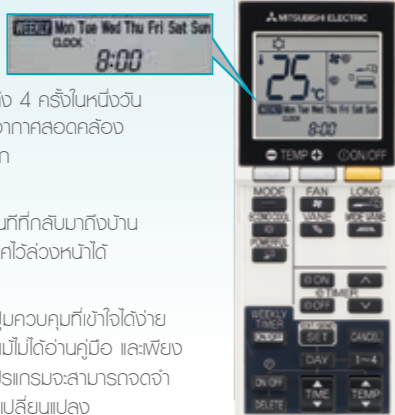 WEEKLY Mon Tue Wed Thu Fri Sat Sun
CLOCK
8:00
ถึง 4 ครั้งในหนึ่งวัน
อากาศสอดคล้อง
นทีที่กลับมาถึงบ้าน
ศไว้ล่วงหน้าได้
ุ่มควบคุมที่เข้าใจได้ง่าย
แม้ไม่ได้อ่านคู่มือ และเพียง
ปรแกรมจะสามารถจดจำ
เปลี่ยนแปลง
MITSUBISHI ELECTRIC
25°C
WEEKLY Mon Tue Wed Thu Fri Sat Sun
CLOCK
8:00
TEMP ON/OFF
MODE FAN LONG
ECONO COOL VANE WIDE VANE
POWERFUL
ON
TIMER
OFF
WEEKLY
TIMER
ON/OFF SET CANCEL
DAY 1~4
ON/OFF TIME TEMP
DELETE